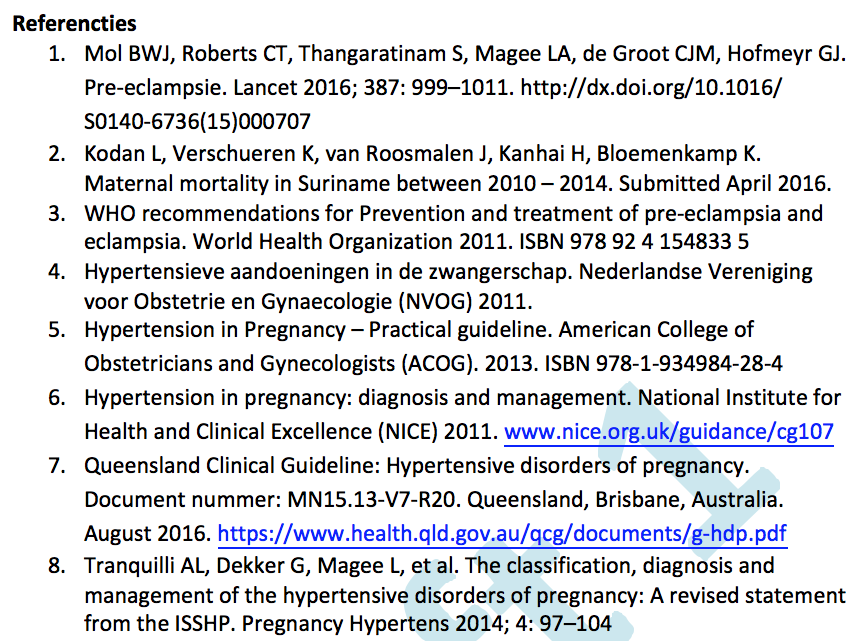 Referencties
1. Mol BWJ, Roberts CT, Thangaratinam S, Magee LA, de Groot CJM, Hofmeyr GJ.
Pre-eclampsie. Lancet 2016; 387: 999–1011. http://dx.doi.org/10.1016/
S0140-6736(15)000707
2. Kodan L, Verschueren K, van Roosmalen J, Kanhai H, Bloemenkamp K.
Maternal mortality in Suriname between 2010 – 2014. Submitted April 2016.
3. WHO recommendations for Prevention and treatment of pre-eclampsia and
eclampsia. World Health Organization 2011. ISBN 978 92 4 154833 5
4. Hypertensieve aandoeningen in de zwangerschap. Nederlandse Vereniging
voor Obstetrie en Gynaecologie (NVOG) 2011.
5. Hypertension in Pregnancy – Practical guideline. American College of
Obstetricians and Gynecologists (ACOG). 2013. ISBN 978-1-934984-28-4
6. Hypertension in pregnancy: diagnosis and management. National Institute for
Health and Clinical Excellence (NICE) 2011. www.nice.org.uk/guidance/cg107
7. Queensland Clinical Guideline: Hypertensive disorders of pregnancy.
Document nummer: MN15.13-V7-R20. Queensland, Brisbane, Australia.
August 2016. https://www.health.qld.gov.au/qcg/documents/g-hdp.pdf
8. Tranquilli AL, Dekker G, Magee L, et al. The classification, diagnosis and
management of the hypertensive disorders of pregnancy: A revised statement
from the ISSHP. Pregnancy Hypertens 2014; 4: 97–104